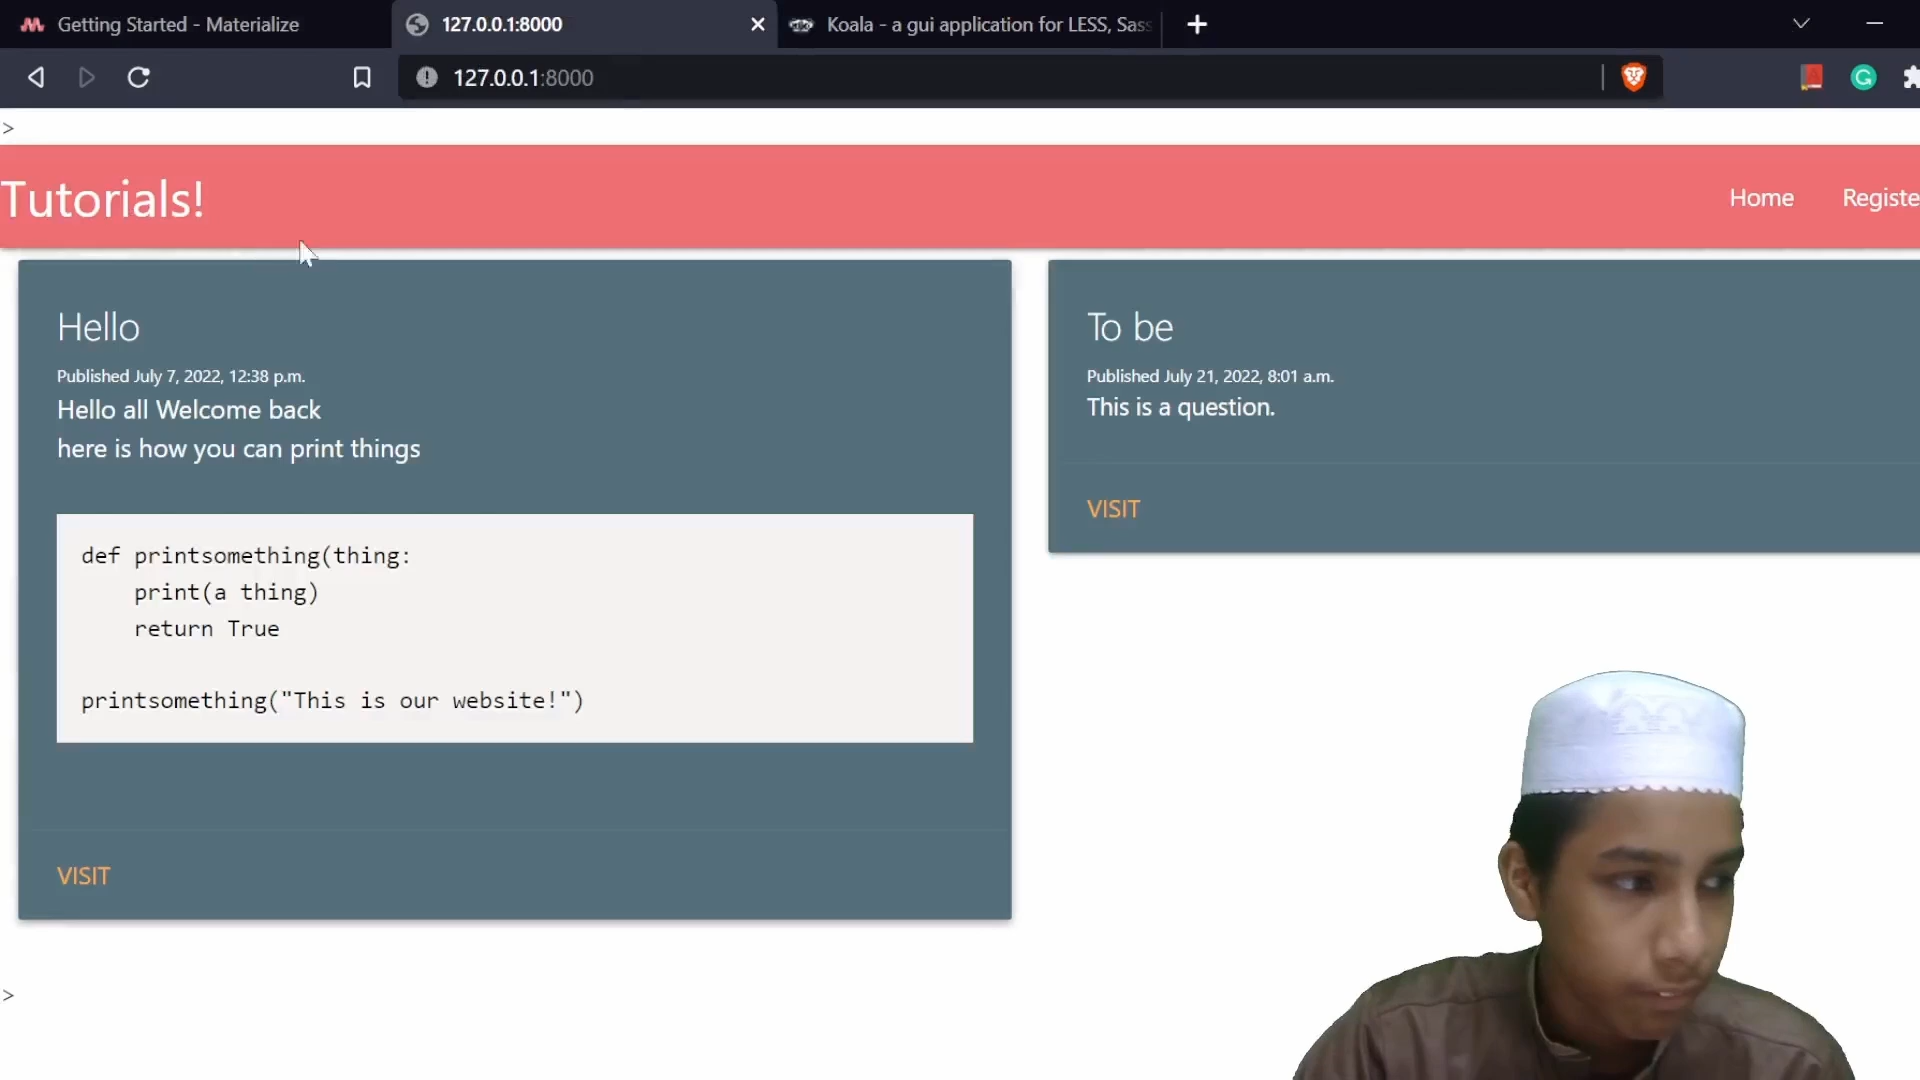 Getting Started - Materialize
127.0.0.1:8000
Koala - a gui application for LESS, Sass
127.0.0.1:8000
>
Tutorials!
Home
Registe
Hello
Published July 7, 2022, 12:38 p.m.
Hello all Welcome back
here is how you can print things
def printsomething(thing:
    print(a thing)
    return True
printsomething("This is our website!")
VISIT
To be
Published July 21, 2022, 8:01 a.m.
This is a question.
VISIT
>